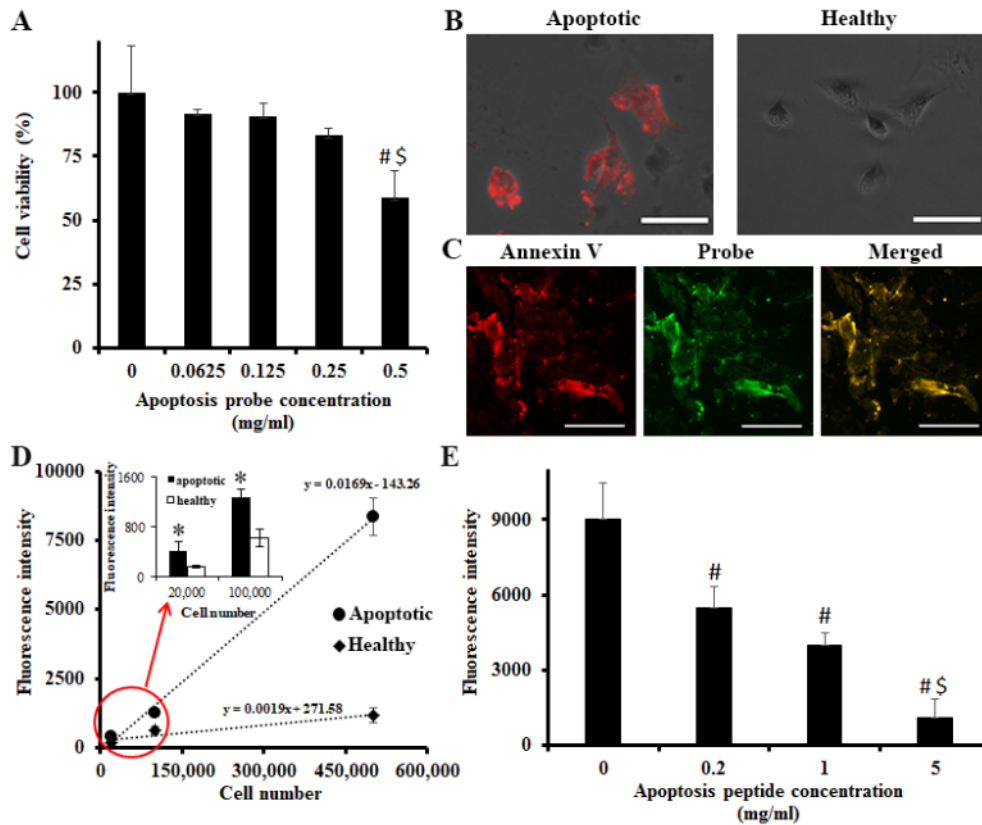 A
Cell viability (%)
100
75
50
25
0
# $
0 0.0625 0.125 0.25 0.5
Apoptosis probe concentration
(mg/ml)
B
Apoptotic Healthy
C
Annexin V Probe Merged
D
Fluorescence intensity
10000
7500
5000
2500
0
Fluorescence intensity
1600
800
0
apoptotic
healthy
*
*
20,000 100,000
Cell number
y = 0.0169x - 143.26
Apoptotic
Healthy
y = 0.0019x + 271.58
0 150,000 300,000 450,000 600,000
Cell number
E
Fluorescence intensity
9000
6000
3000
0
#
#
# $
0 0.2 1 5
Apoptosis peptide concentration
(mg/ml)